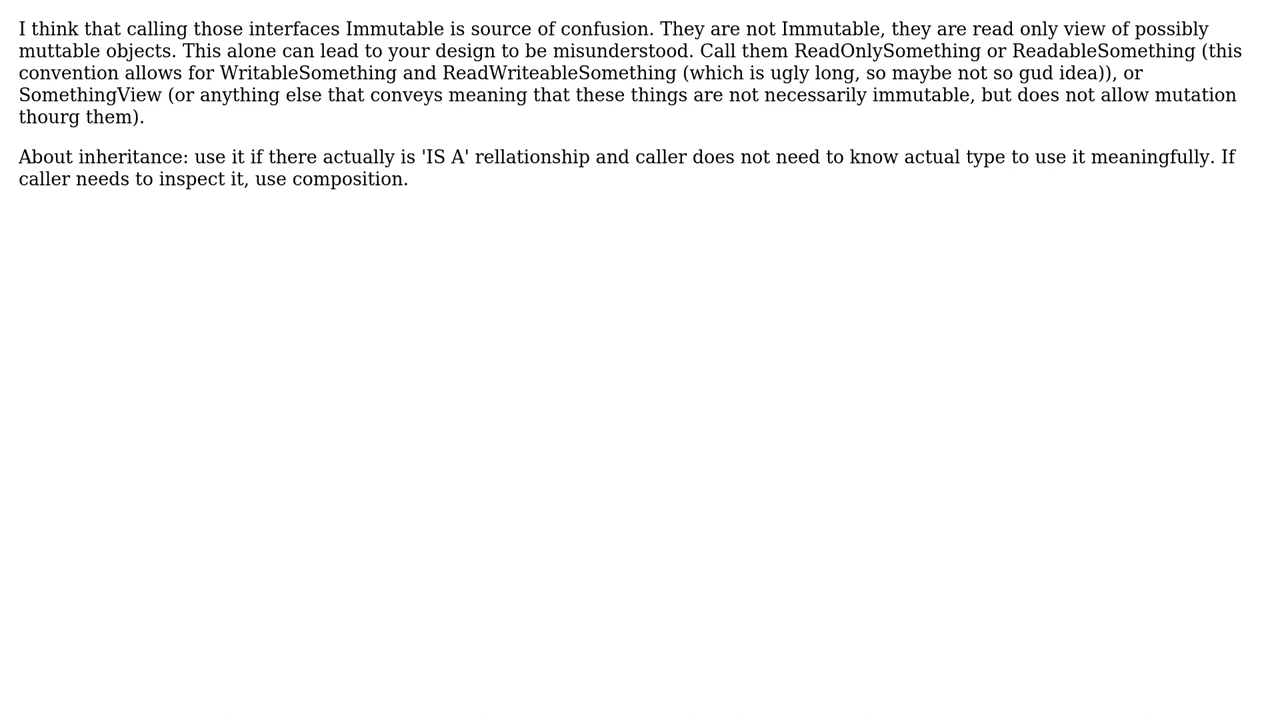 I think that calling those interfaces Immutable is source of confusion. They are not Immutable, they are read only view of possibly
muttable objects. This alone can lead to your design to be misunderstood. Call them ReadOnlySomething or ReadableSomething (this
convention allows for WritableSomething and ReadWriteableSomething (which is ugly long, so maybe not so gud idea)), or
SomethingView (or anything else that conveys meaning that these things are not necessarily immutable, but does not allow mutation
thourg them).
About inheritance: use it if there actually is 'IS A' rellationship and caller does not need to know actual type to use it meaningfully. If
caller needs to inspect it, use composition.